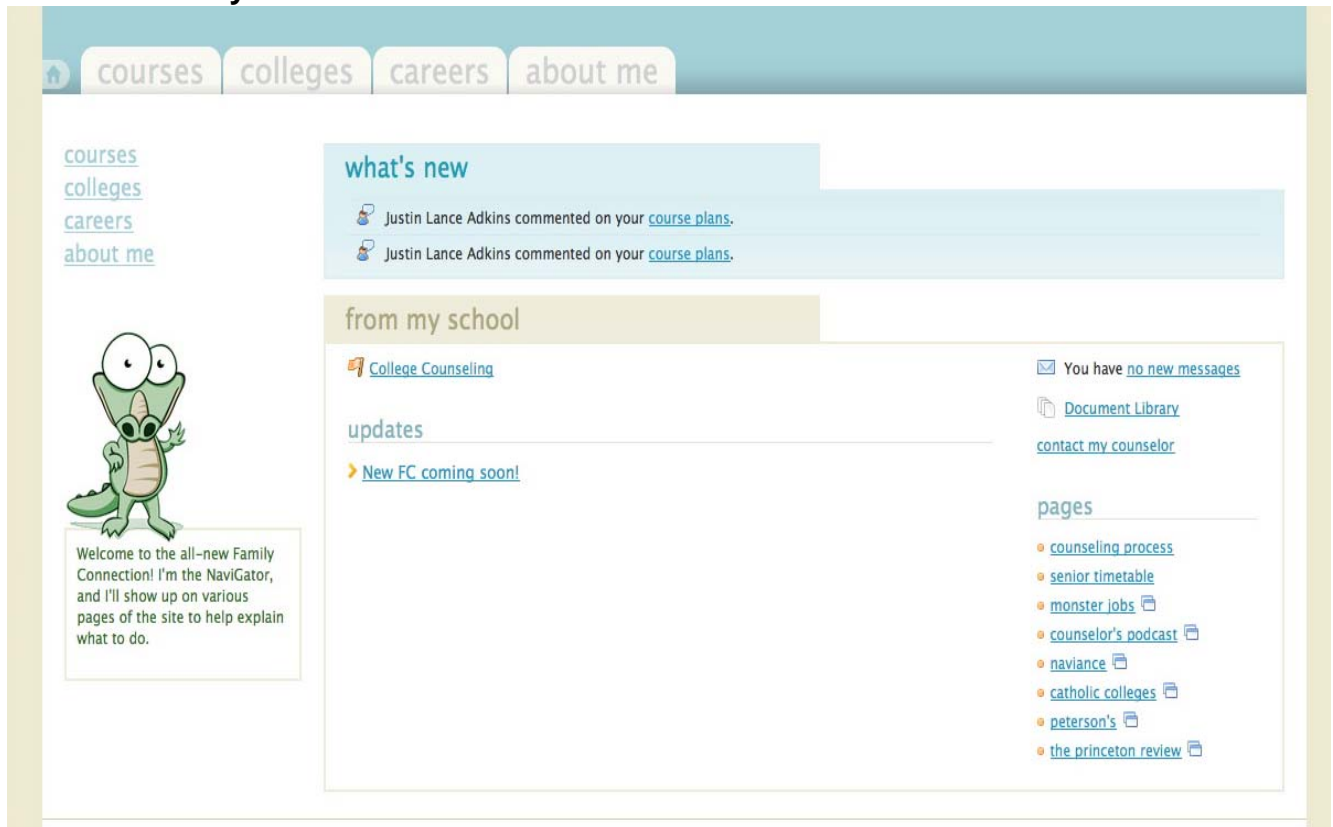 courses colleges careers about me
courses
colleges
careers
about me
what's new
Justin Lance Adkins commented on your course plans.
Justin Lance Adkins commented on your course plans.
from my school
College Counseling
updates
New FC coming soon!
You have no new messages
Document Library
contact my counselor
pages
counseling process
senior timetable
monster jobs
counselor's podcast
naviance
catholic colleges
peterson's
the princeton review
Welcome to the all-new Family
Connection! I'm the NaviGator,
and I'll show up on various
pages of the site to help explain
what to do.